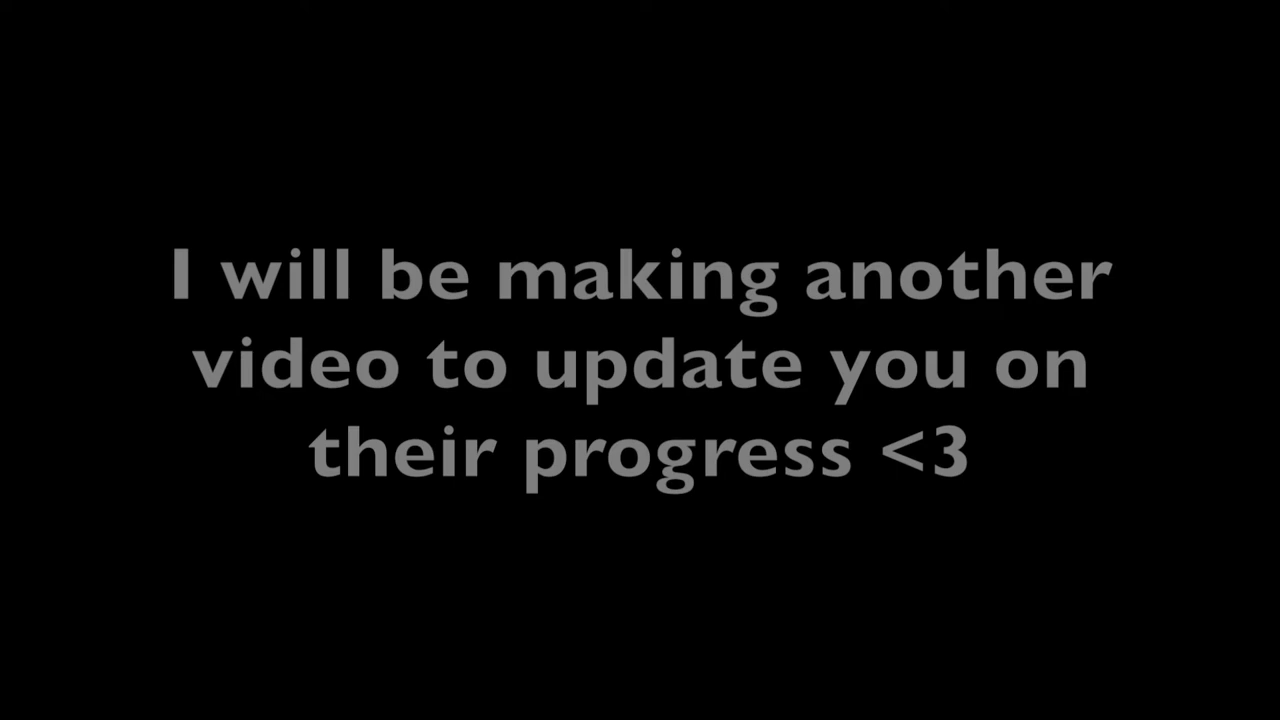 I will be making another
video to update you on
their progress <3